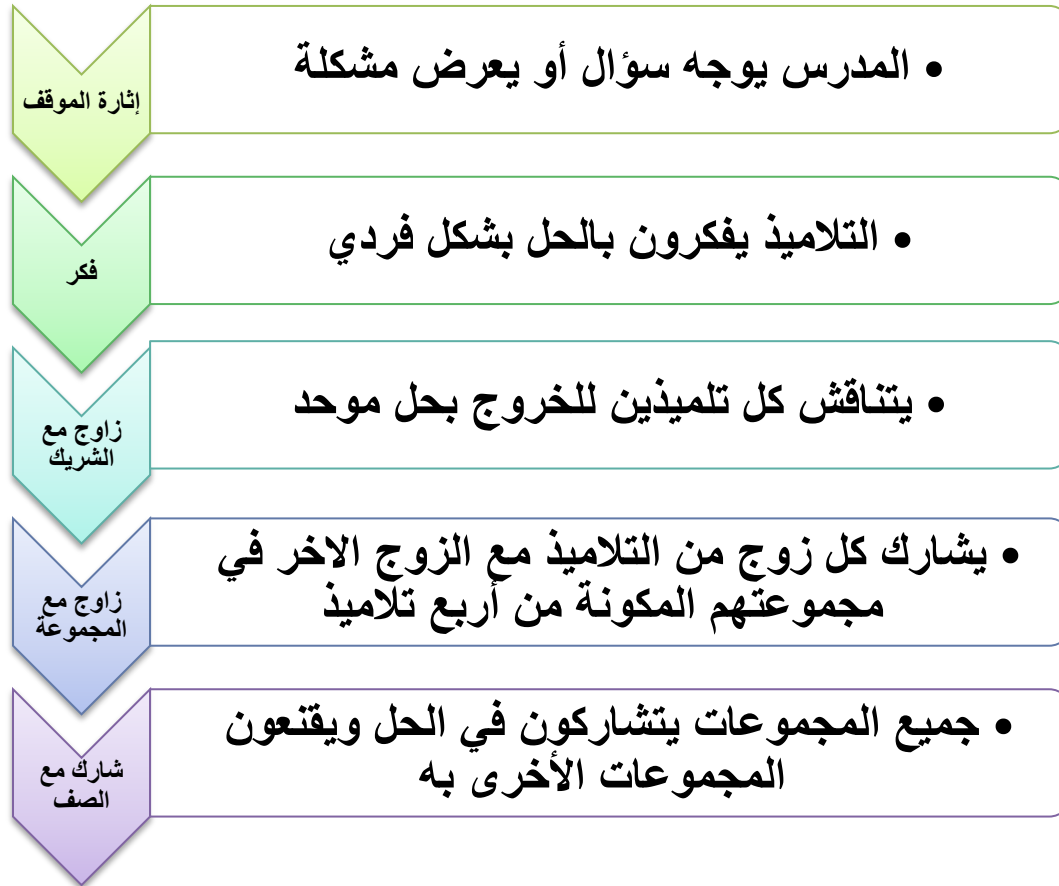 • المدرس يوجه سؤال أو يعرض مشكلة
إثارة الموقف
• التلاميذ يفكرون بالحل بشكل فردي
فكر
• يتناقش كل تلميذين للخروج بحل موحد
زاوج مع
الشريك
• يشارك كل زوج من التلاميذ مع الزوج الاخر في
مجموعتهم المكونة من أربع تلاميذ
زاوج مع
المجموعة
• جميع المجموعات يتشاركون في الحل ويقتعون
المجموعات الأخرى به
شارك مع
الصف